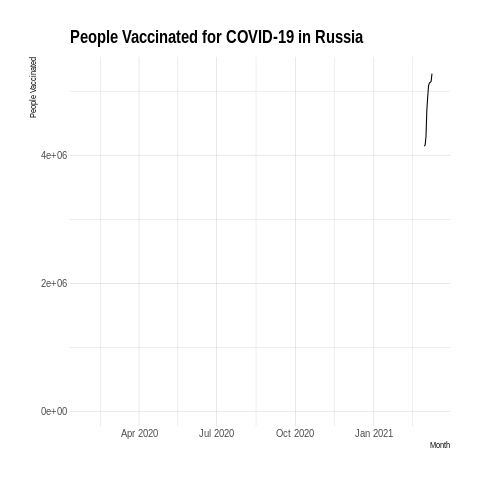 People Vaccinated for COVID-19 in Russia
People Vaccinated
4e+06
2e+06
0e+00
Apr 2020 Jul 2020 Oct 2020 Jan 2021
Month